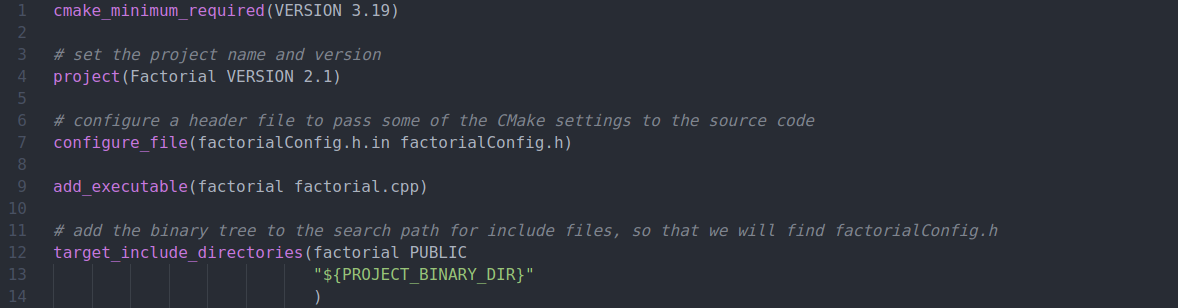 1 cmake_minimum_required(VERSION 3.19)
2
3 # set the project name and version
4 project(Factorial VERSION 2.1)
5
6 # configure a header file to pass some of the CMake settings to the source code
7 configure_file(factorialConfig.h.in factorialConfig.h)
8
9 add_executable(factorial factorial.cpp)
10
11 # add the binary tree to the search path for include files, so that we will find factorialConfig.h
12 target_include_directories(factorial PUBLIC
13                            "${PROJECT_BINARY_DIR}"
14                            )